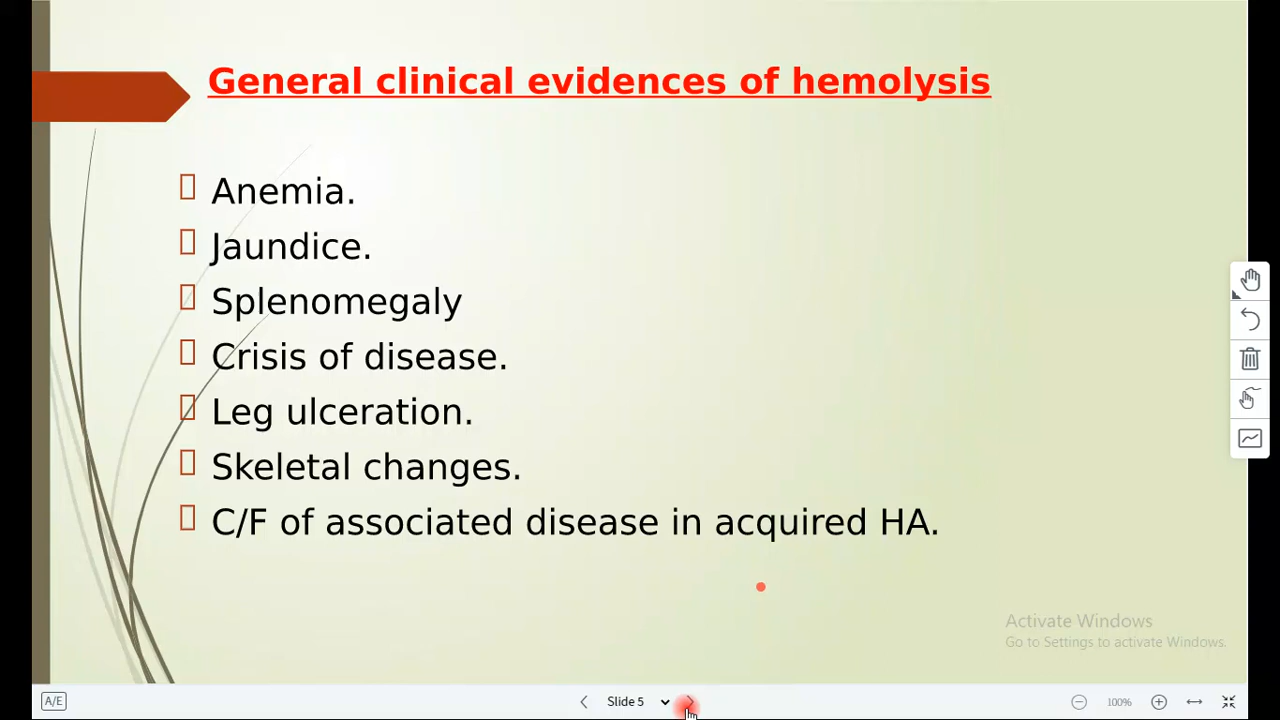 General clinical evidences of hemolysis
Anemia.
Jaundice.
Splenomegaly
Crisis of disease.
Leg ulceration.
Skeletal changes.
C/F of associated disease in acquired HA.
Activate Windows
Go to Settings to activate Windows.
A/E
Slide 5
100%